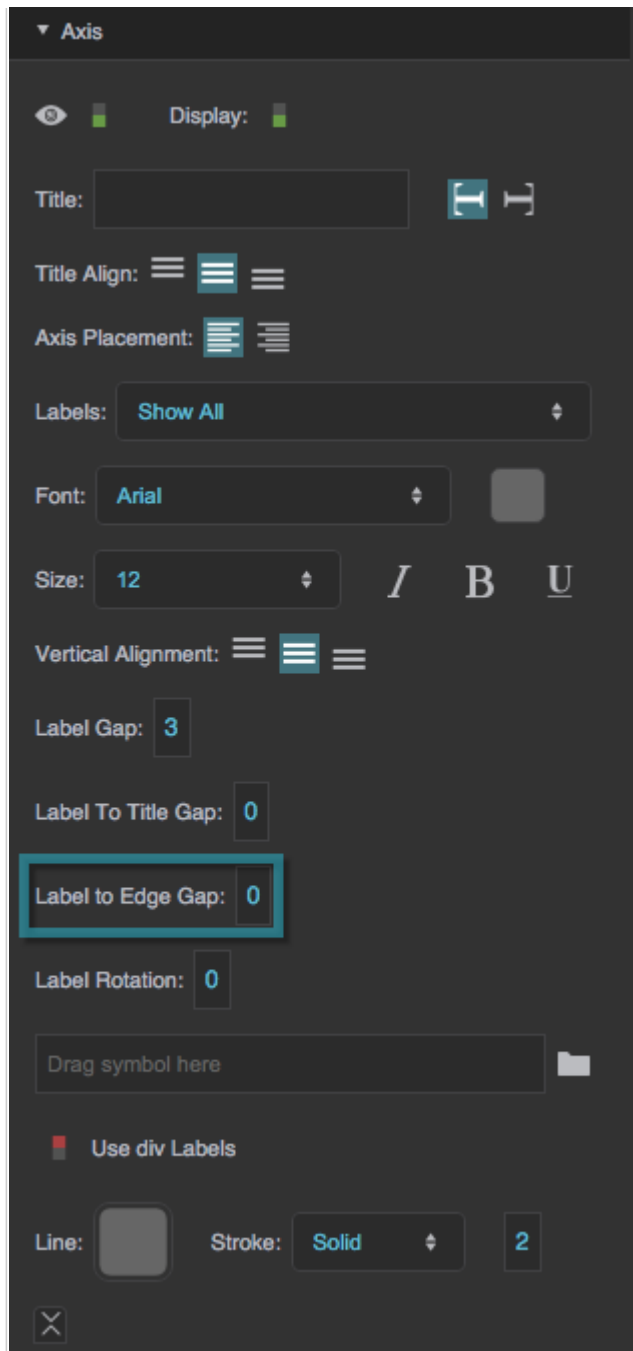 Axis
Display:
Title:
Title Align:
Axis Placement:
Labels: Show All
Font: Arial
Size: 12 I B U
Vertical Alignment:
Label Gap: 3
Label To Title Gap: 0
Label to Edge Gap: 0
Label Rotation: 0
Drag symbol here
Use div Labels
Line: Stroke: Solid 2